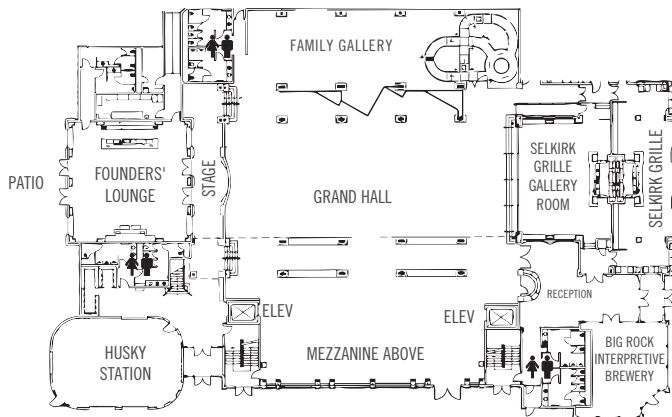 FAMILY GALLERY
PATIO
FOUNDERS'
LOUNGE
STAGE
GRAND HALL
SELKIRK
GRILLE
GALLERY
ROOM
SELKIRK GRILLE
ELEV
ELEV
RECEPTION
HUSKY
STATION
MEZZANINE ABOVE
BIG ROCK
INTERPRETIVE
BREWERY